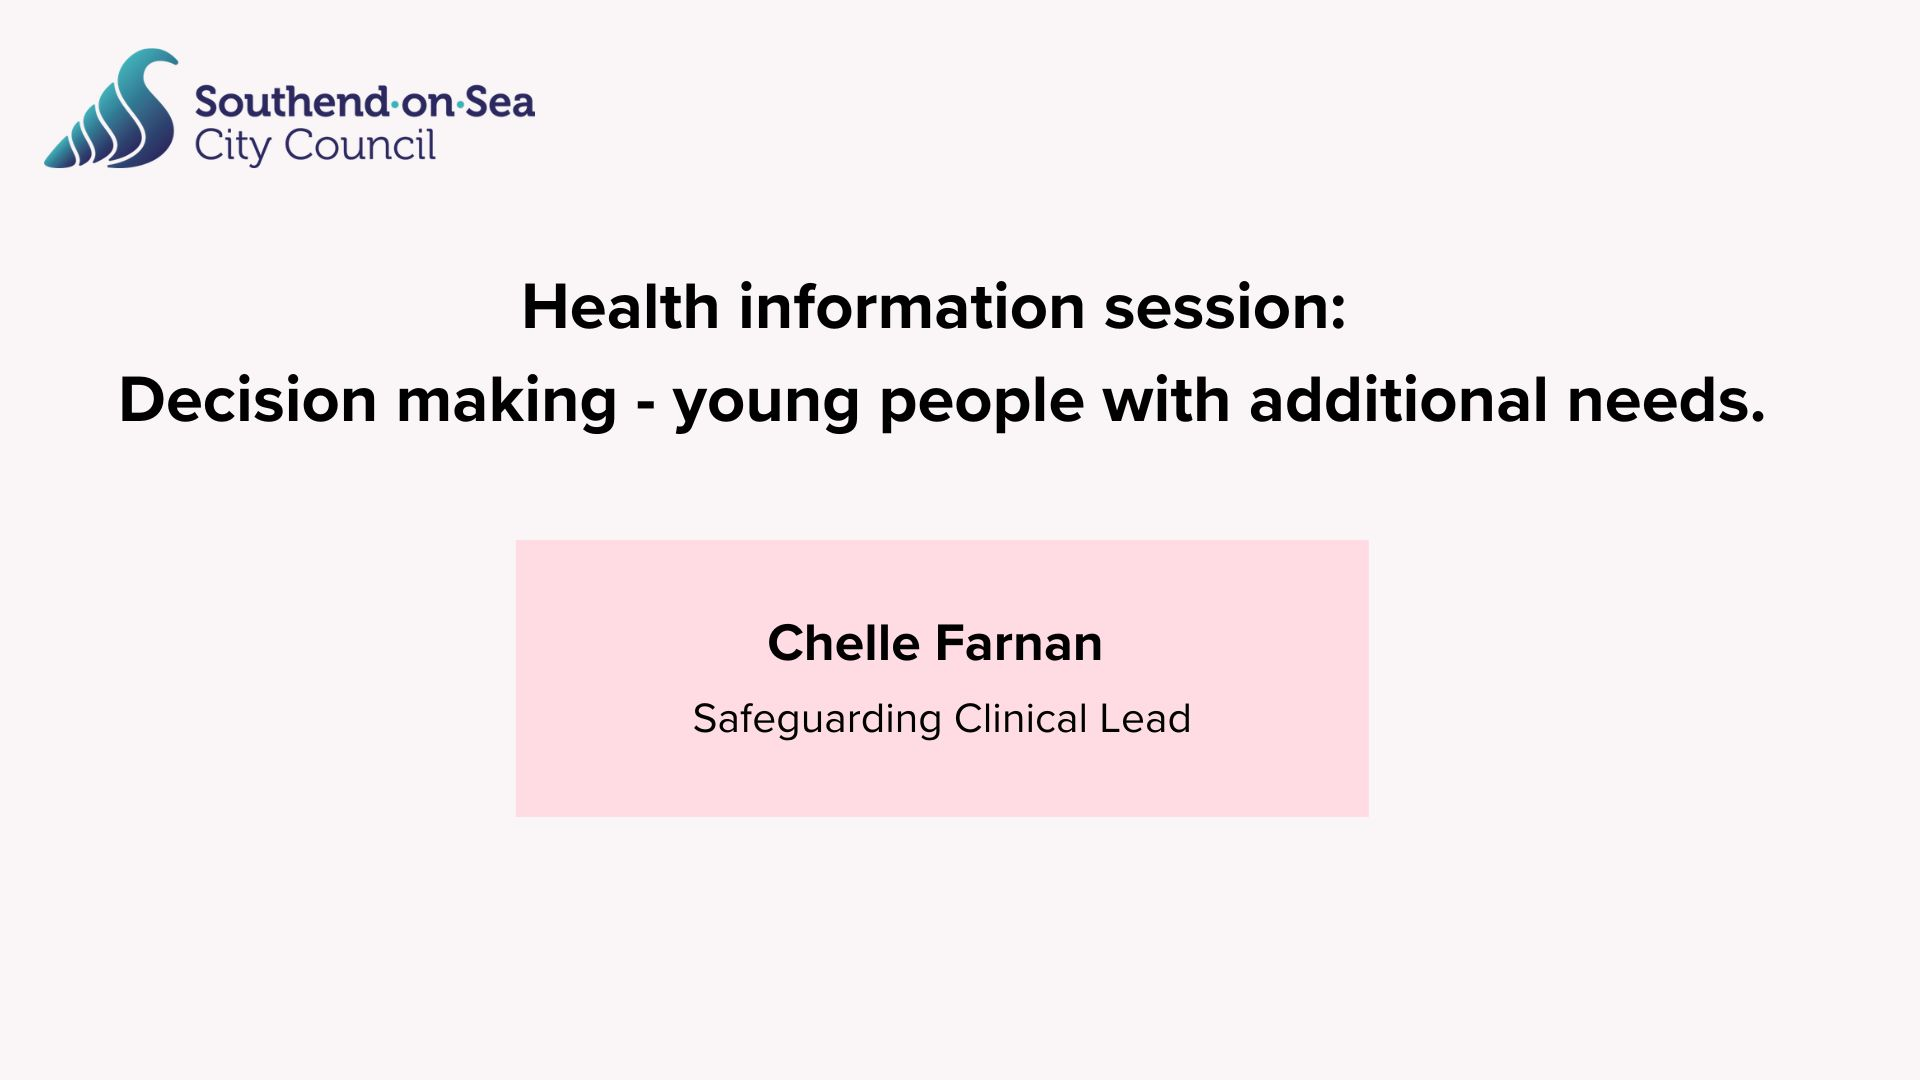 Southend·on·Sea
City Council
Health information session:
Decision making - young people with additional needs.
Chelle Farnan
Safeguarding Clinical Lead